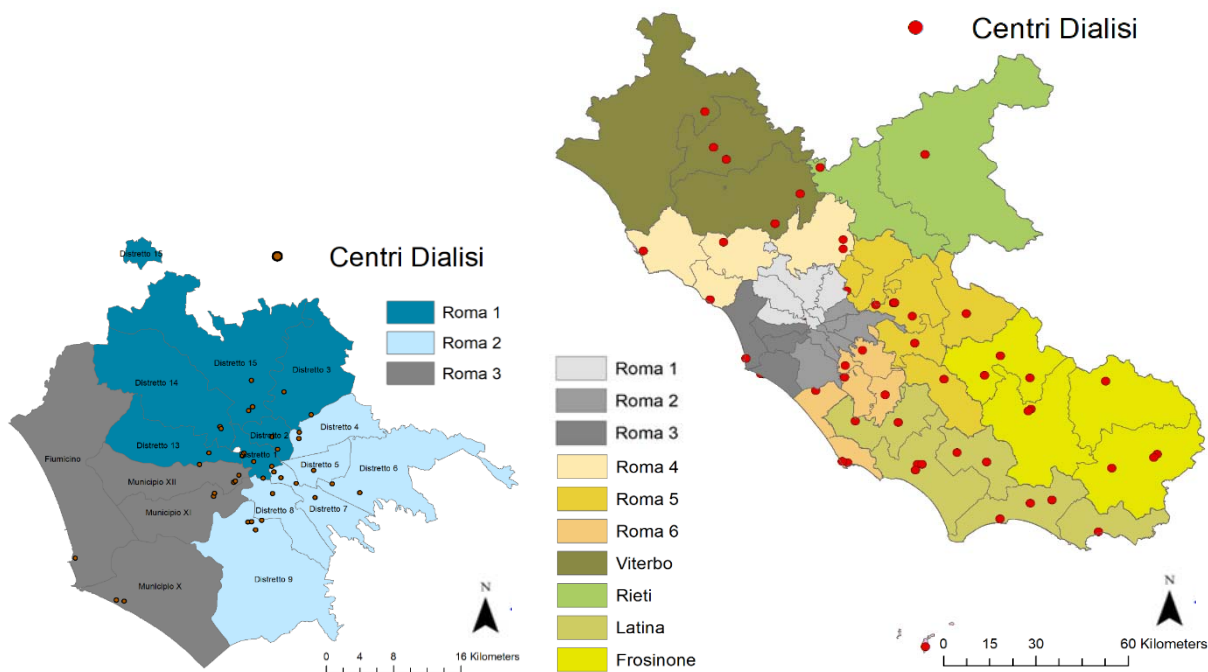 Centri Dialisi
Roma 1
Roma 2
Roma 3
Distretto 15
Distretto 15
Distretto 3
Distretto 14
Distretto 2
Distretto 4
Distretto 13
Distretto 1
Distretto 5
Distretto 6
Fiumicino
Municipio XII
Municipio XI
Distretto 8
Distretto 7
Municipio X
Distretto 9
N
0 4 8 16 Kilometers
Centri Dialisi
Roma 1
Roma 2
Roma 3
Roma 4
Roma 5
Roma 6
Viterbo
Rieti
Latina
Frosinone
N
0 15 30 60 Kilometers